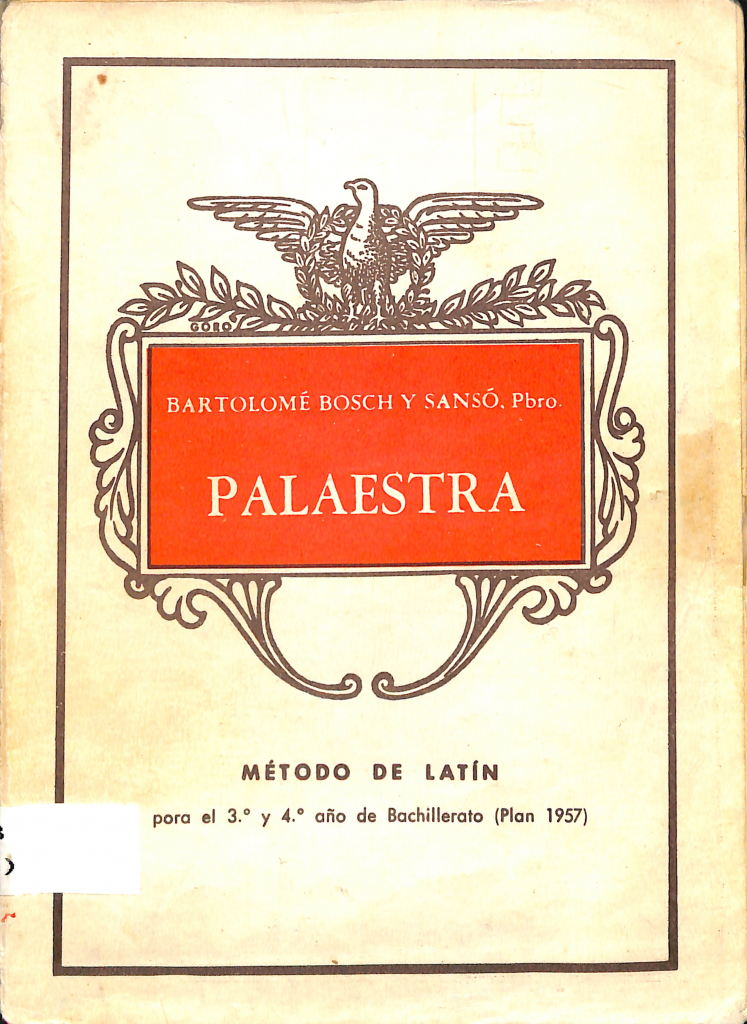 GORO
BARTOLOMÉ BOSCH Y SANSÓ, Pbro.
PALAESTRA
MÉTODO DE LATÍN
para el 3.º y 4.º año de Bachillerato (Plan 1957)